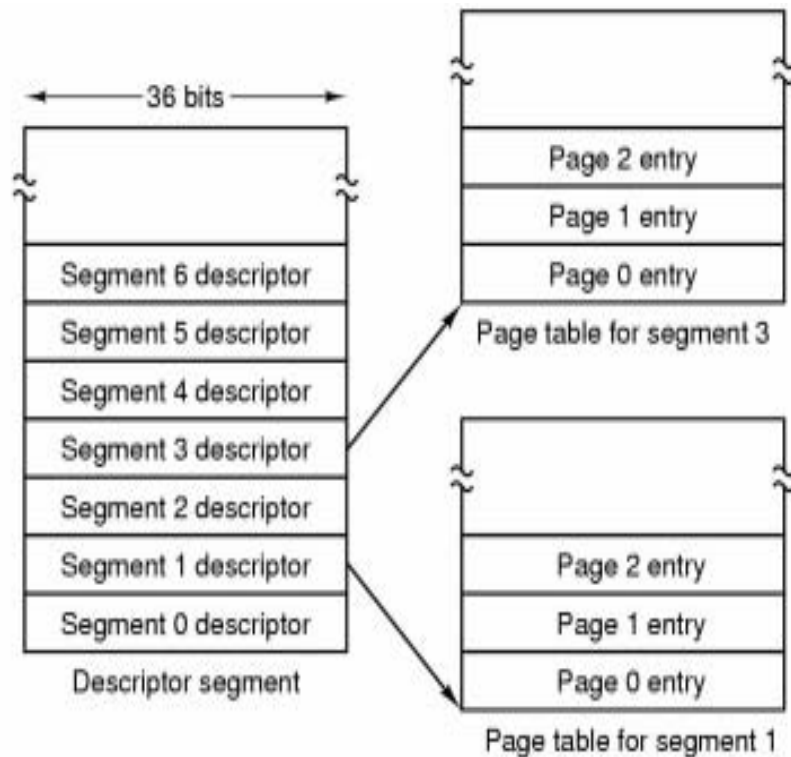 36 bits
Segment 6 descriptor
Segment 5 descriptor
Segment 4 descriptor
Segment 3 descriptor
Segment 2 descriptor
Segment 1 descriptor
Segment 0 descriptor
Descriptor segment
Page 2 entry
Page 1 entry
Page 0 entry
Page table for segment 3
Page 2 entry
Page 1 entry
Page 0 entry
Page table for segment 1